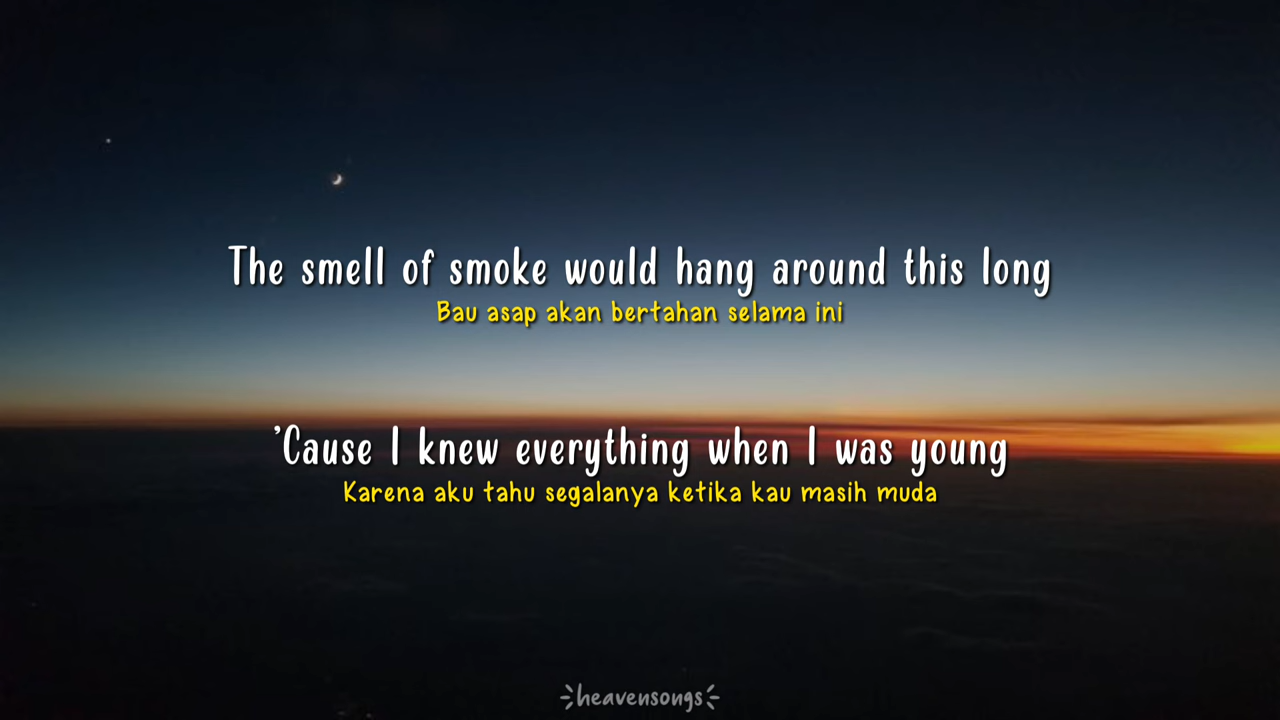 The smell of smoke would hang around this long
Bau asap akan bertahan selama ini
'Cause I knew everything when I was young
Karena aku tahu segalanya ketika kau masih muda
heavensongs